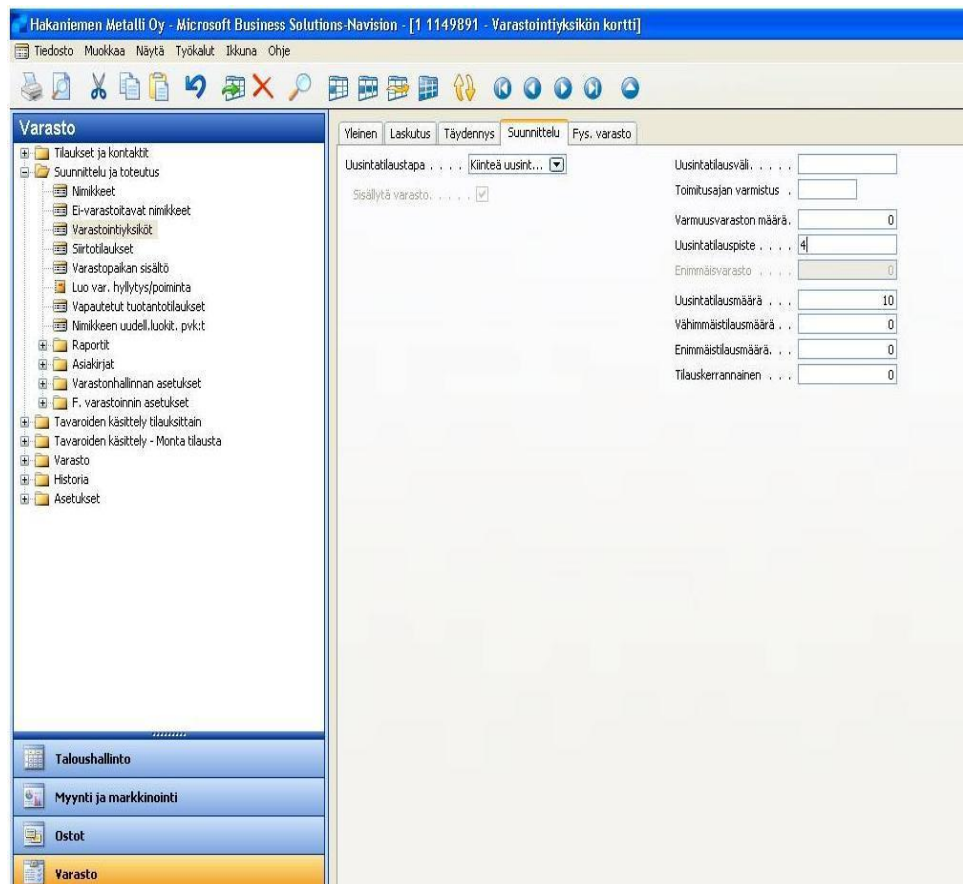 Hakaniemen Metalli Oy - Microsoft Business Solutions-Navision - [1 1149891 - Varastointiyksikön kortti]
Tiedosto Muokkaa Näytä Työkalut Ikkuna Ohje
Varasto
Tilaukset ja kontaktit
Suunnittelu ja toteutus
Nimikkeet
Ei-varastoitavat nimikkeet
Varastointiyksiköt
Siirtotilaukset
Varastopaikan sisältö
Luo var. hyllytys/poiminta
Vapautetut tuotantotilaukset
Nimikkeen uudell.luokit. pvk:t
Raportit
Asiakirjat
Varastonhallinnan asetukset
F. varastoinnin asetukset
Tavaroiden käsittely tilauksittain
Tavaroiden käsittely - Monta tilausta
Varasto
Historia
Asetukset
Taloushallinto
Myynti ja markkinointi
Ostot
Varasto
Yleinen Laskutus Täydennys Suunnittelu Fys. varasto
Uusintatilaustapa . . . . Kiinteä uusint...
Sisällytä varasto. . . . . .
Uusintatilausväli. . . . . .
Toimitusajan varmistus .
Varmuusvaraston määrä. 0
Uusintatilauspiste . . . . 4
Enimmäisvarasto . . . . 0
Uusintatilausmäärä . . . 10
Vähimmäistilausmäärä . . 0
Enimmäistilausmäärä. . . 0
Tilauskerrannainen . . . 0